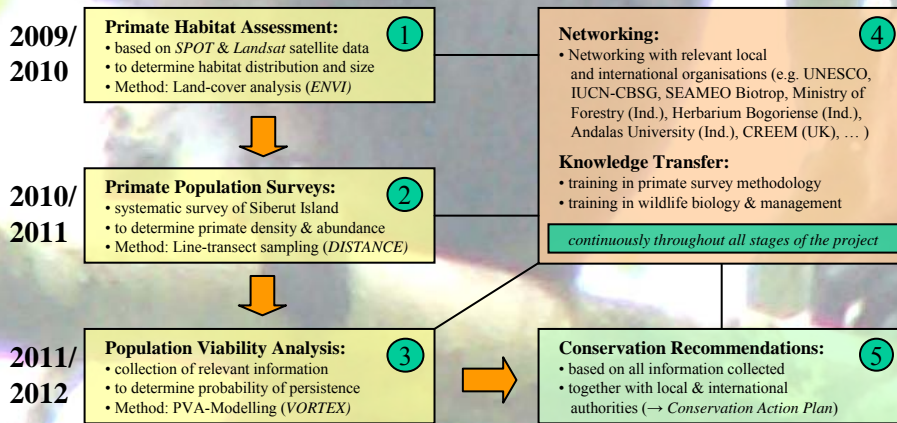 2009/
2010
Primate Habitat Assessment:
1
• based on SPOT & Landsat satellite data
• to determine habitat distribution and size
• Method: Land-cover analysis (ENVI)
2010/
2011
Primate Population Surveys:
2
• systematic survey of Siberut Island
• to determine primate density & abundance
• Method: Line-transect sampling (DISTANCE)
2011/
2012
Population Viability Analysis:
3
• collection of relevant information
• to determine probability of persistence
• Method: PVA-Modelling (VORTEX)
4
Networking:
• Networking with relevant local
and international organisations (e.g. UNESCO,
IUCN-CBSG, SEAMEO Biotrop, Ministry of
Forestry (Ind.), Herbarium Bogoriense (Ind.),
Andalas University (Ind.), CREEM (UK), … )
Knowledge Transfer:
• training in primate survey methodology
• training in wildlife biology & management
continuously throughout all stages of the project
Conservation Recommendations:
5
• based on all information collected
• together with local & international
authorities (→ Conservation Action Plan)